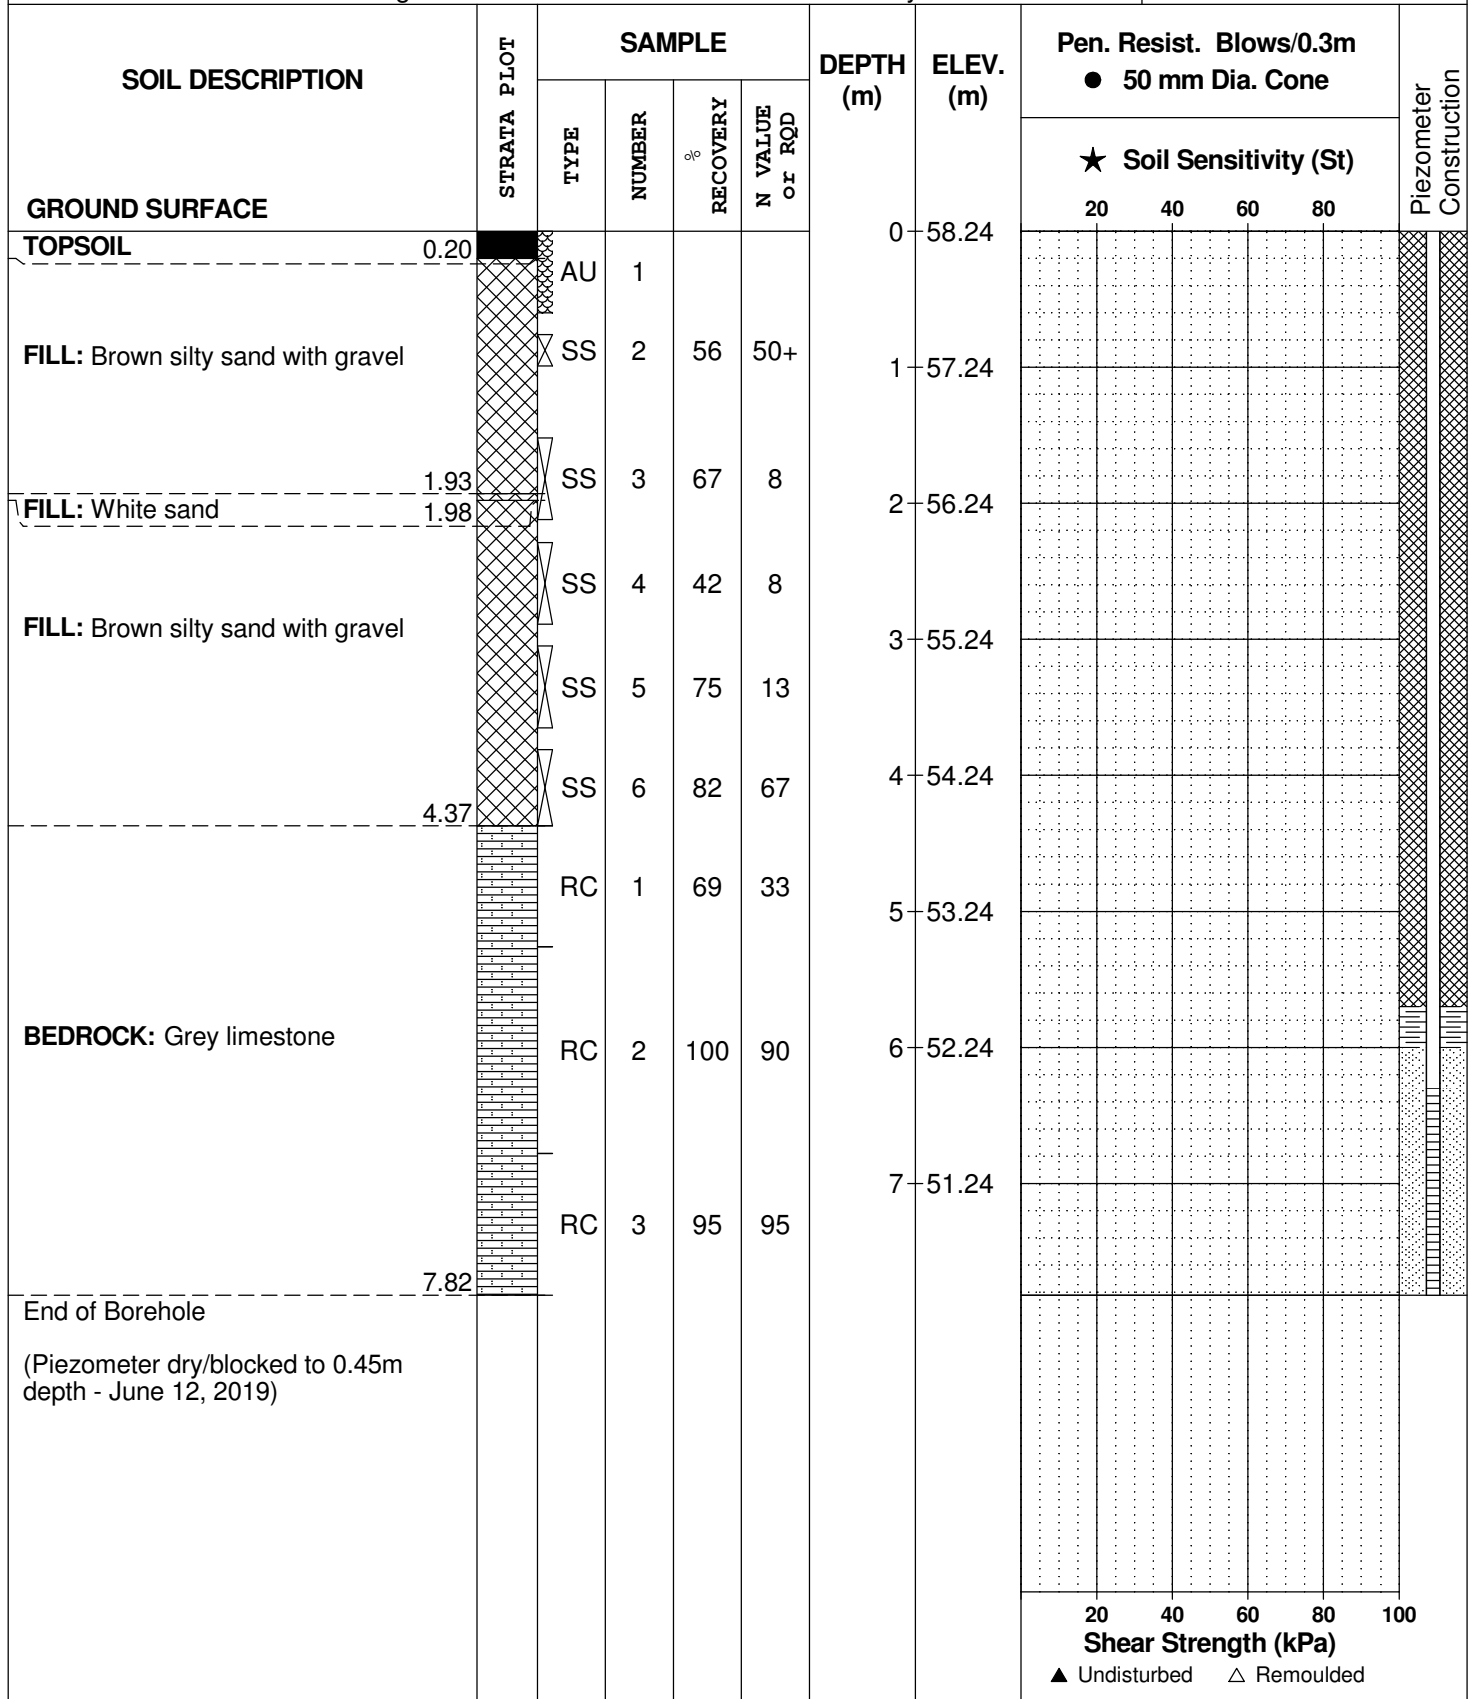 SOIL DESCRIPTION
GROUND SURFACE
STRATA PLOT
SAMPLE
TYPE
NUMBER
% RECOVERY
N VALUE or RQD
DEPTH (m)
ELEV. (m)
Pen. Resist. Blows/0.3m
● 50 mm Dia. Cone
★ Soil Sensitivity (St)
20 40 60 80
Piezometer Construction
0 58.24
TOPSOIL 0.20
AU 1
FILL: Brown silty sand with gravel
SS 2 56 50+
1 57.24
1.93
SS 3 67 8
FILL: White sand 1.98
2 56.24
SS 4 42 8
FILL: Brown silty sand with gravel
3 55.24
SS 5 75 13
4 54.24
SS 6 82 67
4.37
RC 1 69 33
5 53.24
BEDROCK: Grey limestone
RC 2 100 90
6 52.24
7 51.24
RC 3 95 95
7.82
End of Borehole
(Piezometer dry/blocked to 0.45m
depth - June 12, 2019)
20 40 60 80 100
Shear Strength (kPa)
▲ Undisturbed △ Remoulded